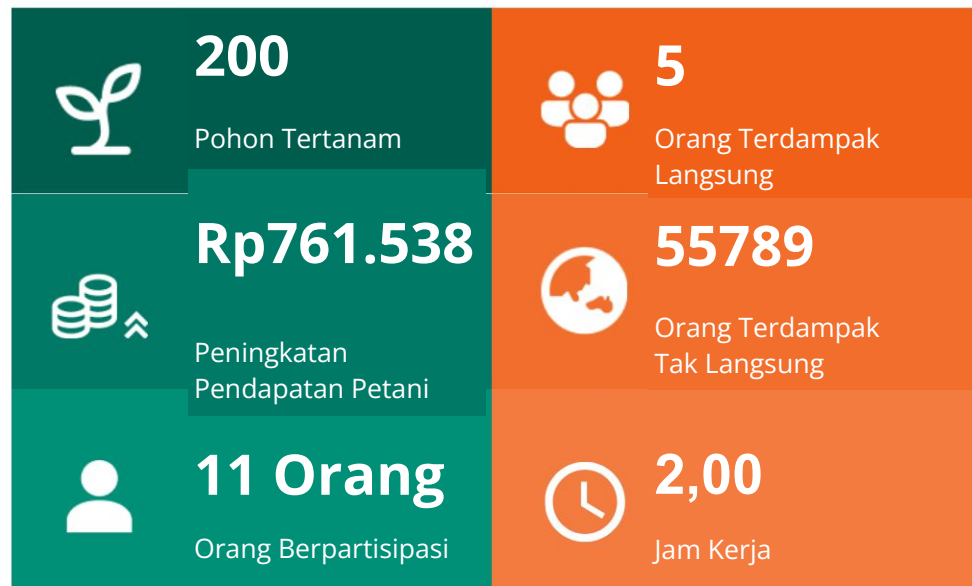 200
Pohon Tertanam
5
Orang Terdampak
Langsung
Rp761.538
Peningkatan
Pendapatan Petani
55789
Orang Terdampak
Tak Langsung
11 Orang
Orang Berpartisipasi
2,00
Jam Kerja